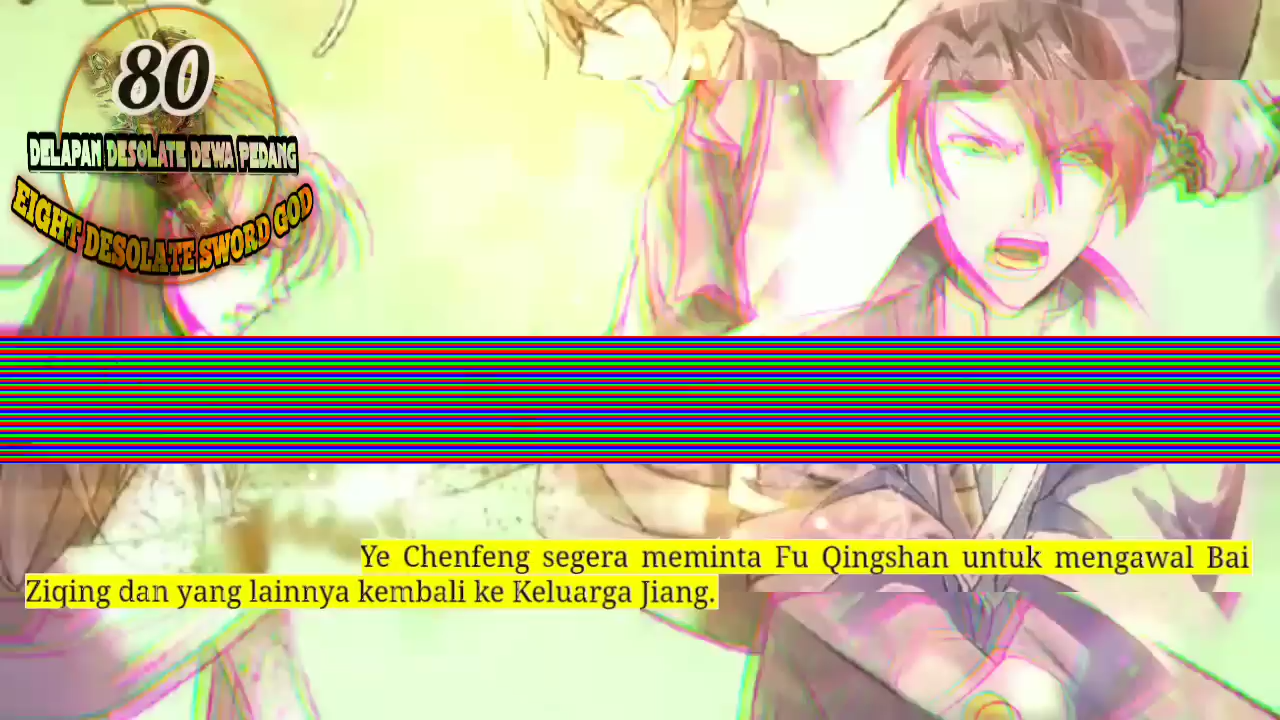 80
DELAPAN DESOLATE DEWA PEDANG
EIGHT DESOLATE SWORD GOD
Ye Chenfeng segera meminta Fu Qingshan untuk mengawal Bai
Ziqing dan yang lainnya kembali ke Keluarga Jiang.